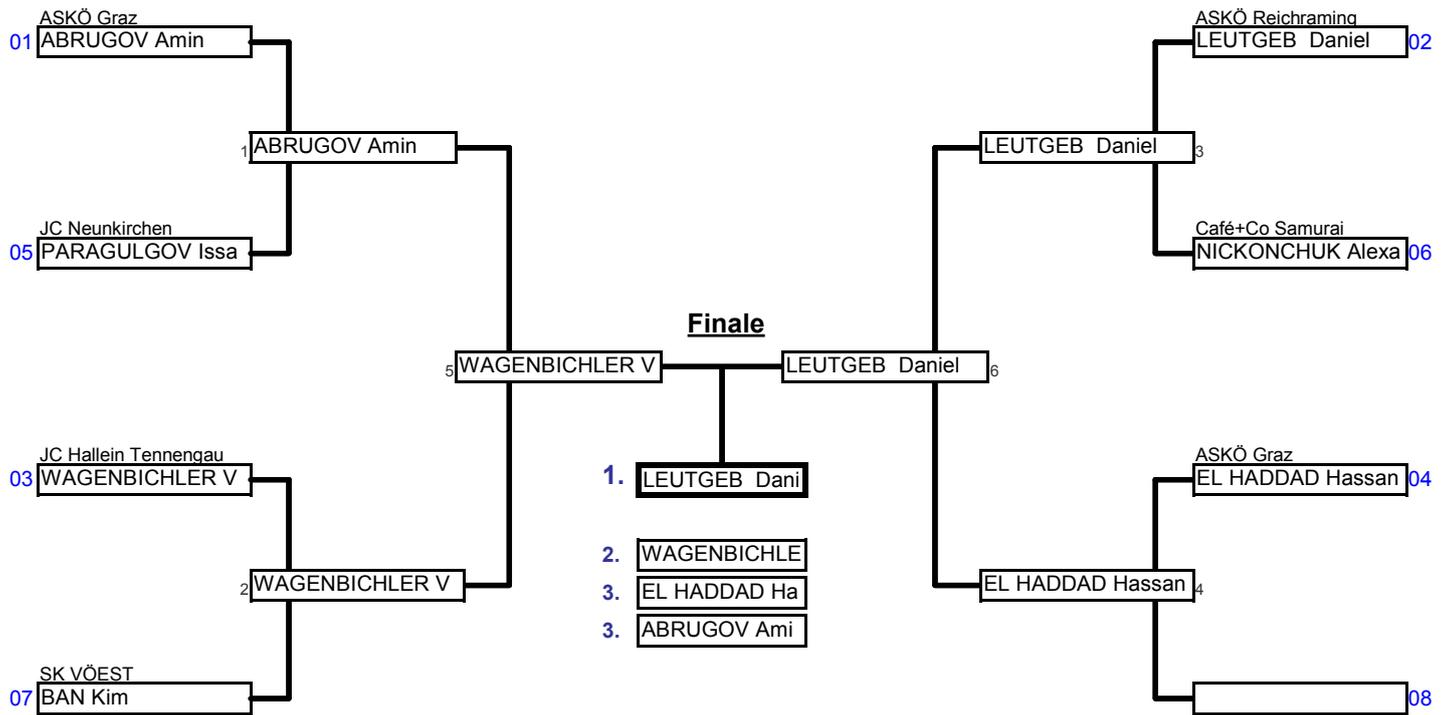 ASKÖ Graz
01 ABRUGOV Amin
ASKÖ Reichraming
LEUTGEB Daniel 02
1 ABRUGOV Amin
LEUTGEB Daniel 3
JC Neunkirchen
05 PARAGULGOV Issa
Café+Co Samurai
NICKONCHUK Alexa 06
Finale
5 WAGENBICHLER V
LEUTGEB Daniel 6
JC Hallein Tennengau
03 WAGENBICHLER V
1. LEUTGEB Dani
ASKÖ Graz
EL HADDAD Hassan 04
2. WAGENBICHLE
3. EL HADDAD Ha
3. ABRUGOV Ami
2 WAGENBICHLER V
EL HADDAD Hassan 4
SK VÖEST
07 BAN Kim
08